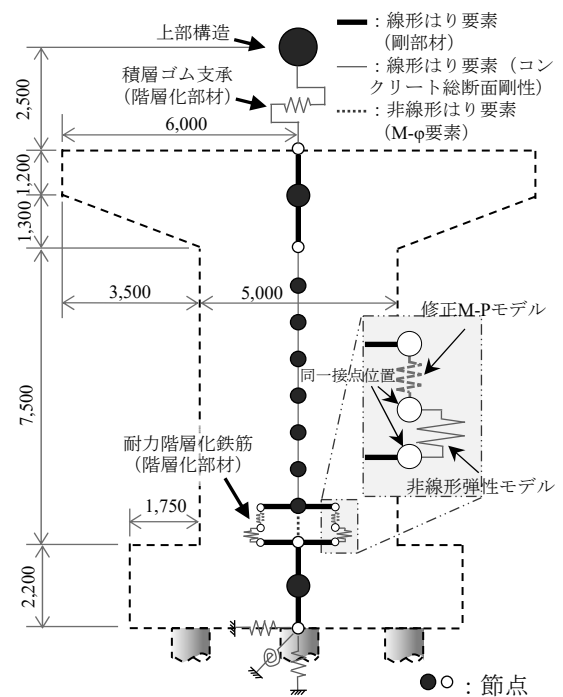 上部構造
積層ゴム支承
（階層化部材）
：線形はり要素
（剛部材）
：線形はり要素（コン
クリート総断面剛性）
：非線形はり要素
（M-φ要素）
2,500
6,000
1,200
1,300
3,500
5,000
7,500
修正M-Pモデル
同一接点位置
非線形弾性モデル
耐力階層化鉄筋
（階層化部材）
1,750
2,200
：節点